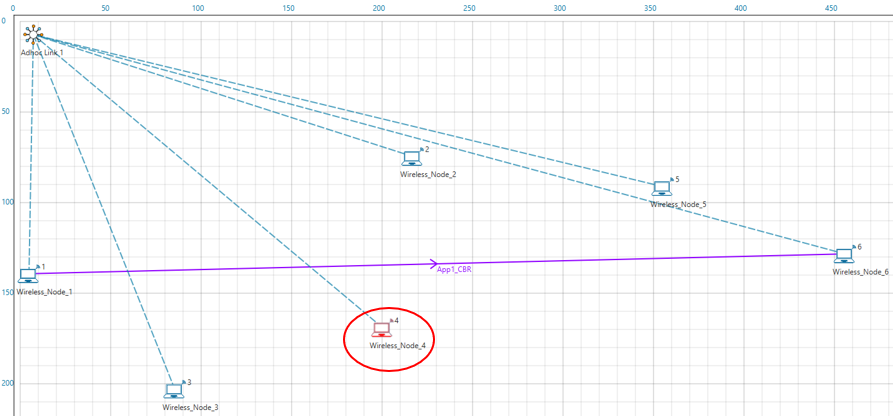 0 50 100 150 200 250 300 350 400 450
0
Adhoc Link_1
50
2
Wireless_Node_2
5
Wireless_Node_5
100
6
Wireless_Node_6
1
App1_CBR
Wireless_Node_1
150
4
Wireless_Node_4
200
3
Wireless_Node_3